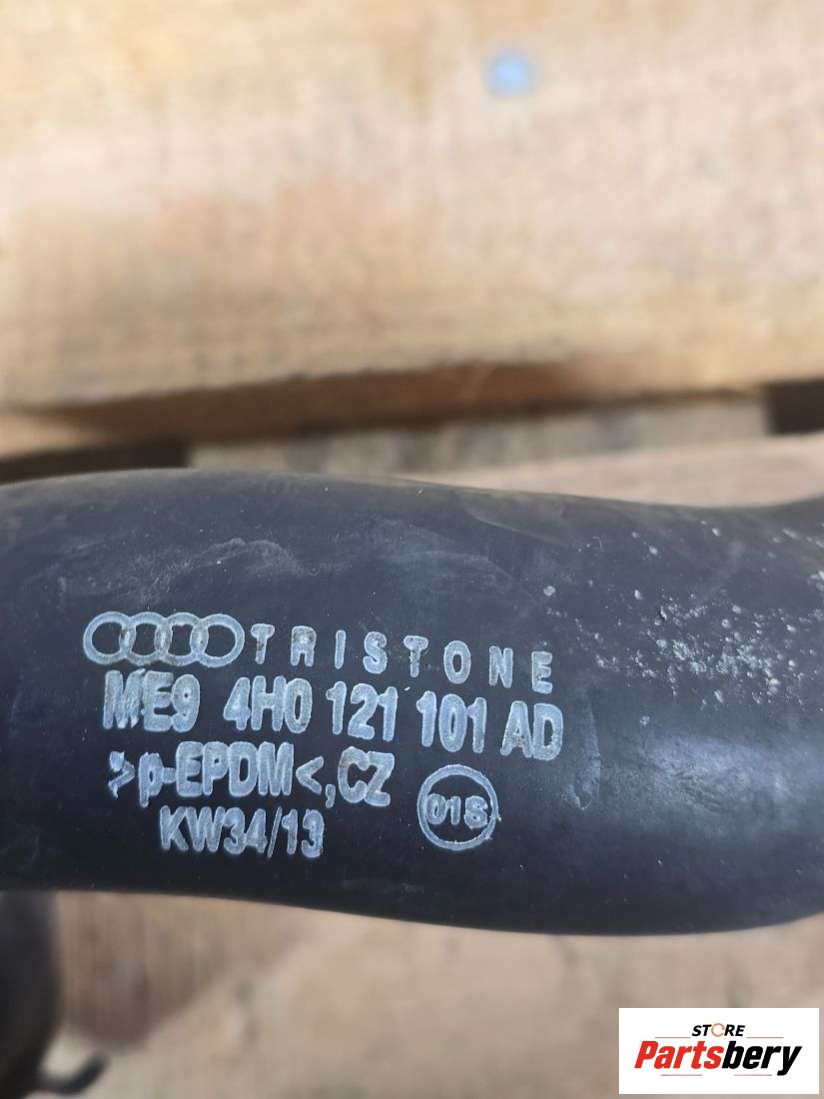 TRISTONE
ME9 4H0 121 101 AD
>p-EPDM<,CZ
01S
KW34/13
STORE
Partsbery